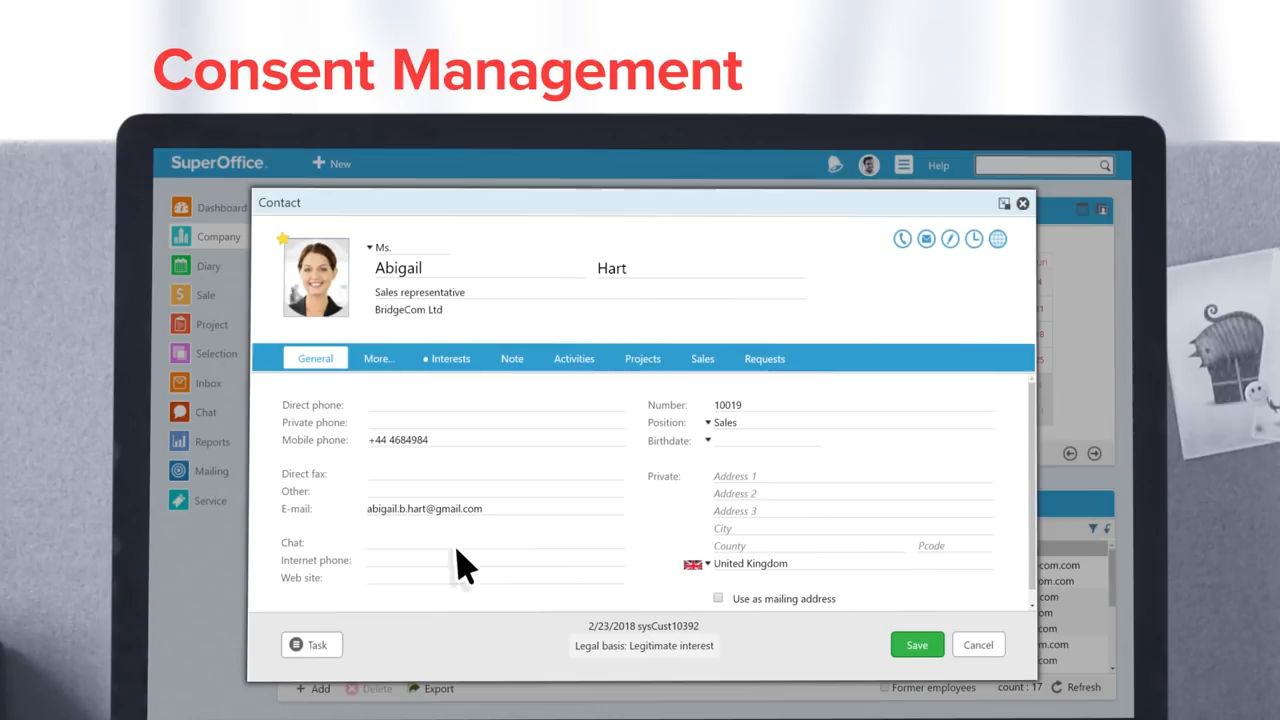 Consent Management
SuperOffice.
New
Help
Dashboard
Company
Diary
Sale
Project
Selection
Inbox
Chat
Reports
Mailing
Service
Contact
Ms.
Abigail Hart
Sales representative
BridgeCom Ltd
General More... Interests Note Activities Projects Sales Requests
Direct phone:
Private phone:
Mobile phone: +44 4684984
Direct fax:
Other:
E-mail: abigail.b.hart@gmail.com
Chat:
Internet phone:
Web site:
Number: 10019
Position: Sales
Birthdate:
Private: Address 1
Address 2
Address 3
City
County Pcode
United Kingdom
Use as mailing address
2/23/2018 sysCust10392
Legal basis: Legitimate interest
Task
Save
Cancel
Add Delete Export
Former employees count : 17 Refresh